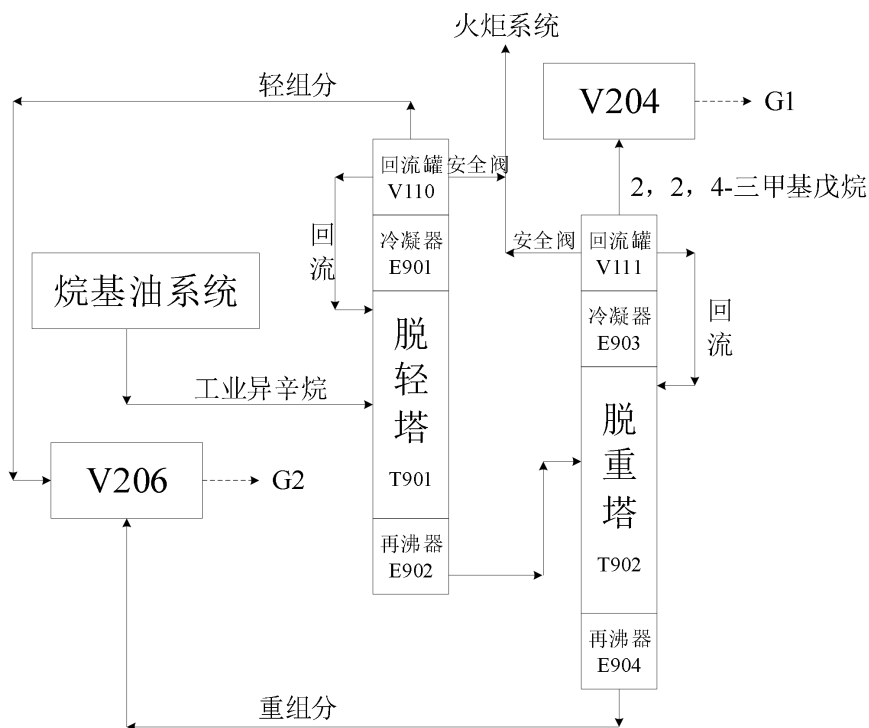 火炬系统
轻组分
V204
G1
回流罐
V110
安全阀
2，2，4-三甲基戊烷
回
流
冷凝器
E901
安全阀
回流罐
V111
烷基油系统
脱
轻
塔
T901
冷凝器
E903
回
流
工业异辛烷
V206
G2
脱
重
塔
T902
再沸器
E902
再沸器
E904
重组分